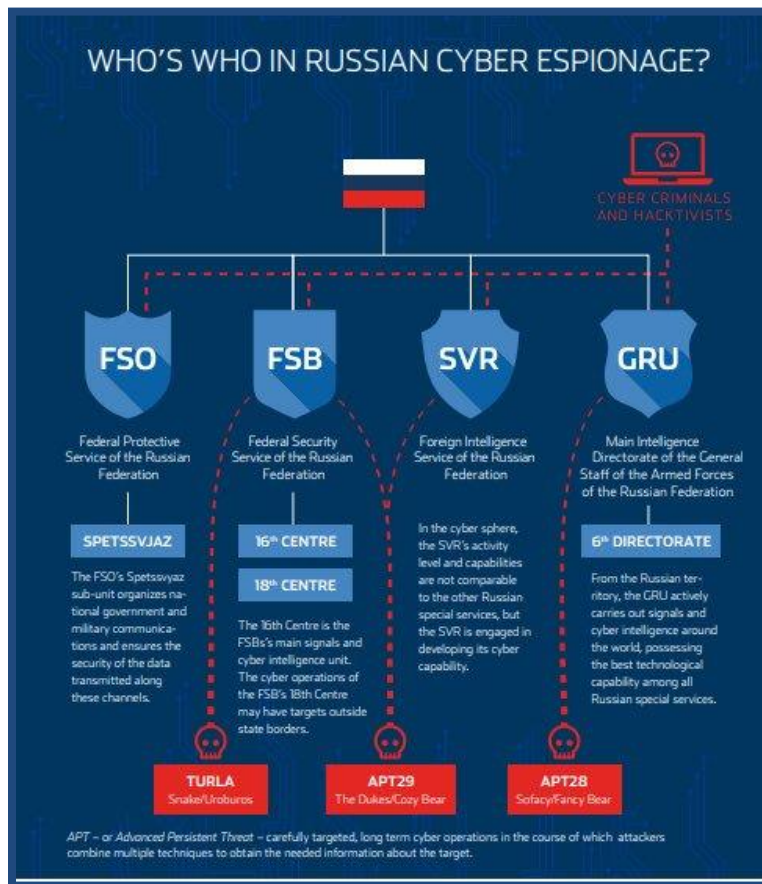 WHO'S WHO IN RUSSIAN CYBER ESPIONAGE?
CYBER CRIMINALS
AND HACKTIVISTS
FSO
FSB
SVR
GRU
Federal Protective
Service of the Russian
Federation
Federal Security
Service of the Russian
Federation
Foreign Intelligence
Service of the Russian
Federation
Main Intelligence
Directorate of the General
Staff of the Armed Forces
of the Russian Federation
SPETSSVJAZ
The FSO's Spetssvyaz
sub-unit organizes na-
tional government and
military communica-
tions and ensures the
security of the data
transmitted along
these channels.
16th CENTRE
18th CENTRE
The 16th Centre is the
FSBs's main signals and
cyber intelligence unit.
The cyber operations of
the FSB's 18th Centre
may have targets outside
state borders.
In the cyber sphere,
the SVR's activity
level and capabilities
are not comparable
to the other Russian
special services, but
the SVR is engaged in
developing its cyber
capability.
6th DIRECTORATE
From the Russian ter-
ritory, the GRU actively
carries out signals and
cyber intelligence around
the world, possessing
the best technological
capability among all
Russian special services.
TURLA
Snake/Uroburos
APT29
The Dukes/Cozy Bear
APT28
Sofacy/Fancy Bear
APT – or Advanced Persistent Threat – carefully targeted, long term cyber operations in the course of which attackers
combine multiple techniques to obtain the needed information about the target.